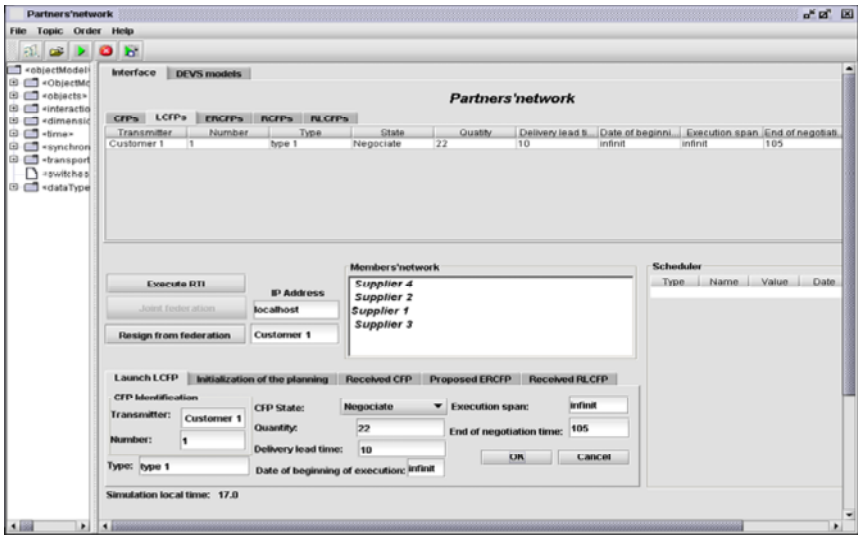 Partners'network
File Topic Order Help
<objectModel
<ObjectMc
<objects>
<interactio
<dimensic
<time>
<synchron
<transport
<switches
<dataType
Interface DEVS models
Partners'network
CFPs LCFPs ERCFPs RCFPs RLCFPs
Transmitter Number Type State Quatity Delivery lead ti... Date of beginni... Execution span End of negotiati...
Customer 1 1 type 1 Negociate 22 10 infinit infinit 105
Members'network
Scheduler
Type Name Value Date
Execute RTI
Joint federation
Resign from federation
IP Address
localhost
Customer 1
Supplier 4
Supplier 2
Supplier 1
Supplier 3
Launch LCFP Initialization of the planning Received CFP Proposed ERCFP Received RLCFP
CFP Identification
Transmitter: Customer 1
Number: 1
Type: type 1
CFP State: Negociate
Quantity: 22
Delivery lead time: 10
Date of beginning of execution: infinit
Execution span: infinit
End of negotiation time: 105
OK Cancel
Simulation local time: 17.0